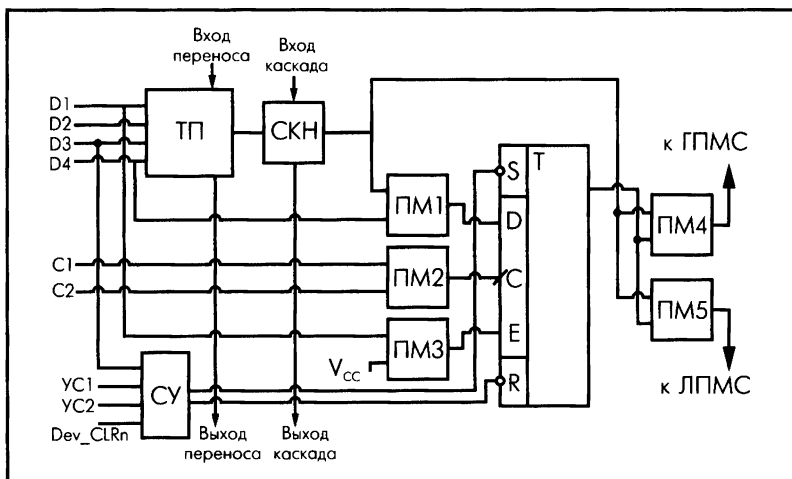 Вход
переноса
Вход
каскада
D1
D2
D3
D4
ТП
СКН
к ГПМС
S
T
D
C
E
R
ПМ1
ПМ4
C1
C2
ПМ2
ПМ5
ПМ3
Vcc
к ЛПМС
УС1
УС2
Dev_CLRn
СУ
Выход
переноса
Выход
каскада